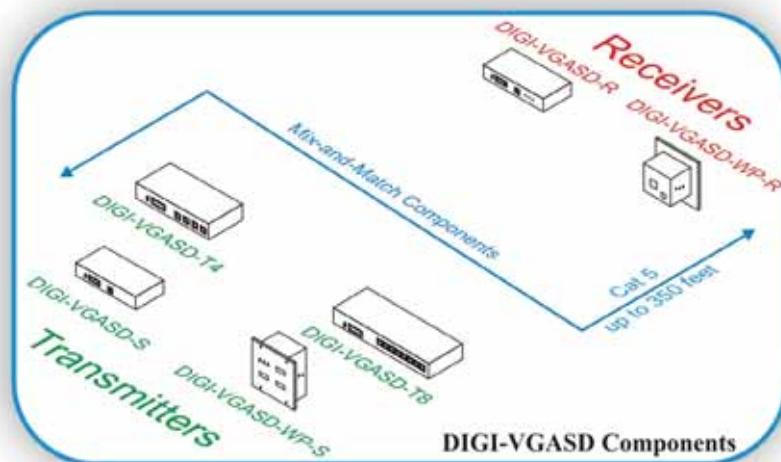 DIGI-VGASD-R
Receivers
DIGI-VGASD-WP-R
Mix-and-Match Components
Cat 5
up to 350 feet
DIGI-VGASD-T4
DIGI-VGASD-S
Transmitters
DIGI-VGASD-WP-S
DIGI-VGASD-T8
DIGI-VGASD Components